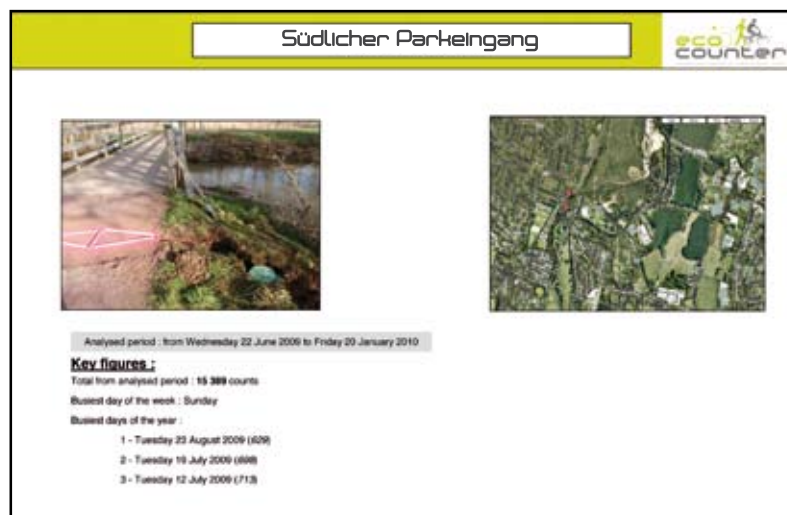 Südlicher Parkeingang
eco
counter
Analysed period : from Wednesday 22 June 2009 to Friday 20 January 2010
Key figures :
Total from analysed period : 15 389 counts
Busiest day of the week : Sunday
Busiest days of the year :
1 - Tuesday 23 August 2009 (629)
2 - Tuesday 19 July 2009 (698)
3 - Tuesday 12 July 2009 (713)